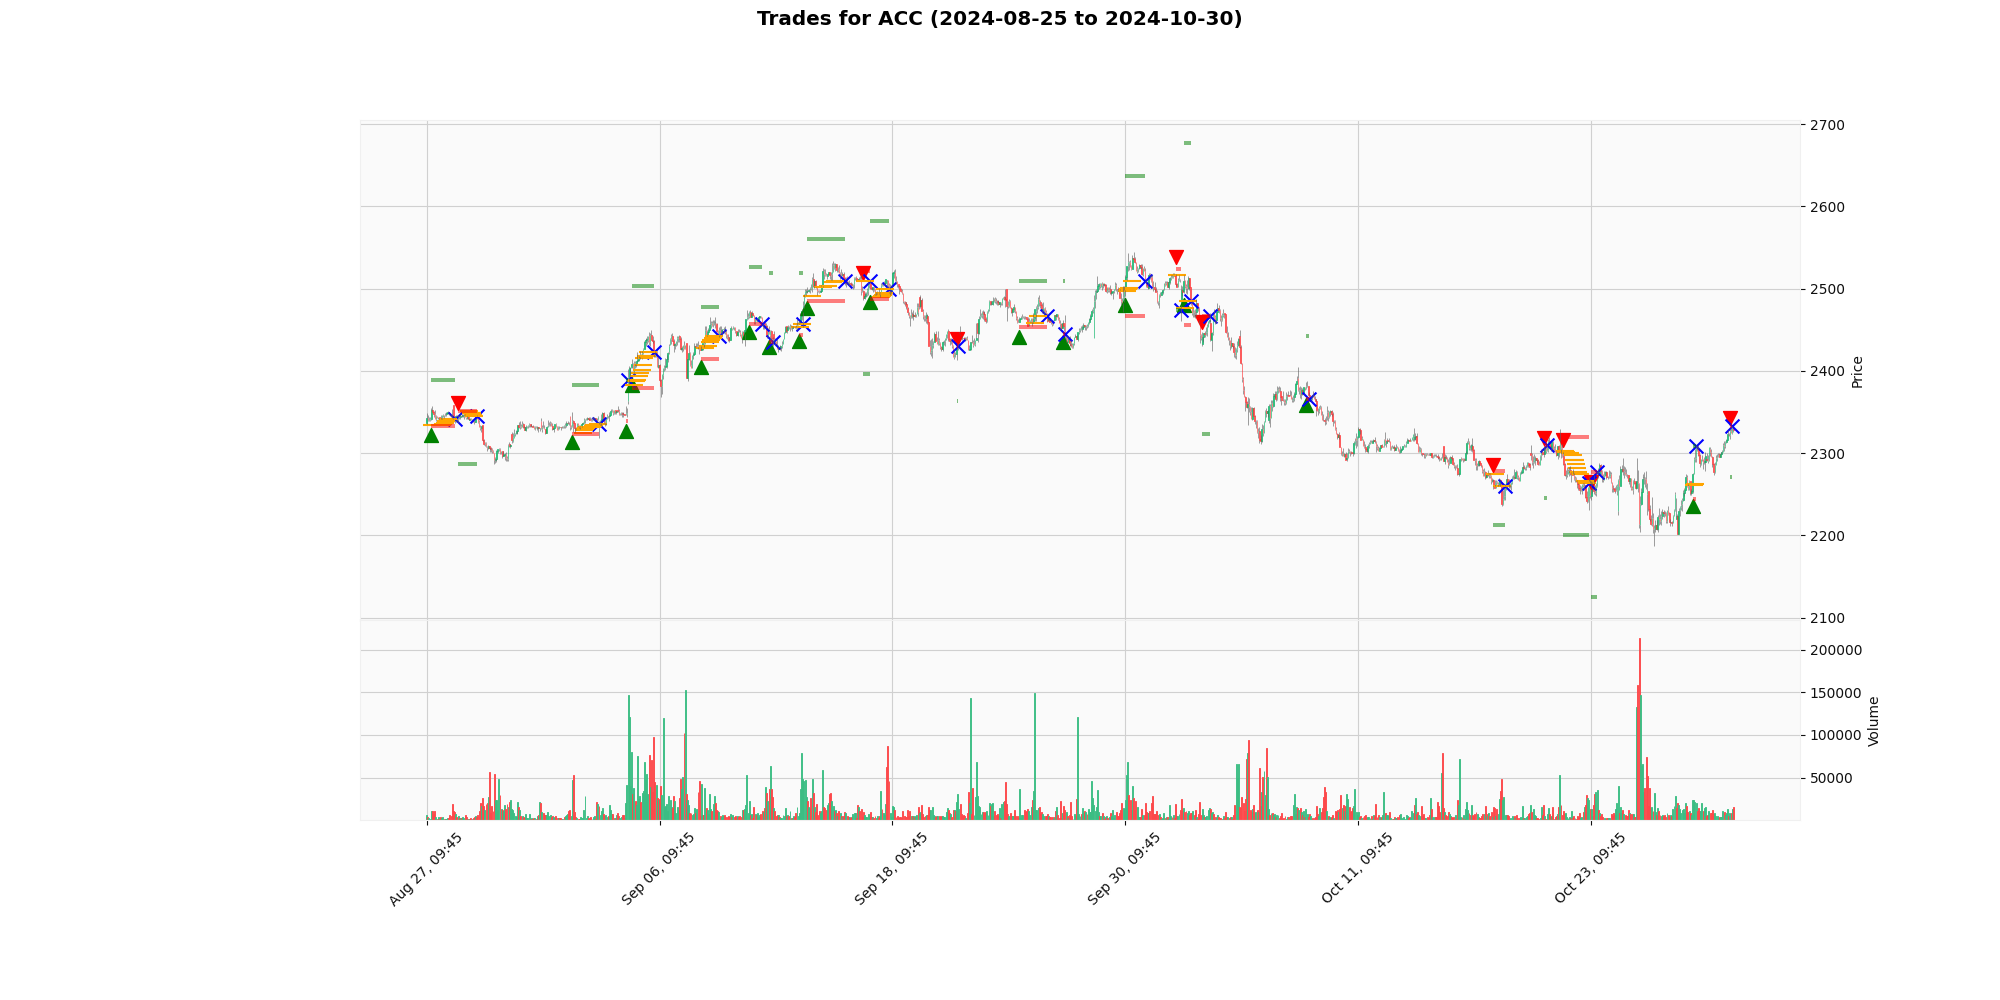 Trades for ACC (2024-08-25 to 2024-10-30)
2700
2600
2500
2400
2300
2200
2100
Price
200000
150000
100000
50000
Volume
Aug 27, 09:45
Sep 06, 09:45
Sep 18, 09:45
Sep 30, 09:45
Oct 11, 09:45
Oct 23, 09:45